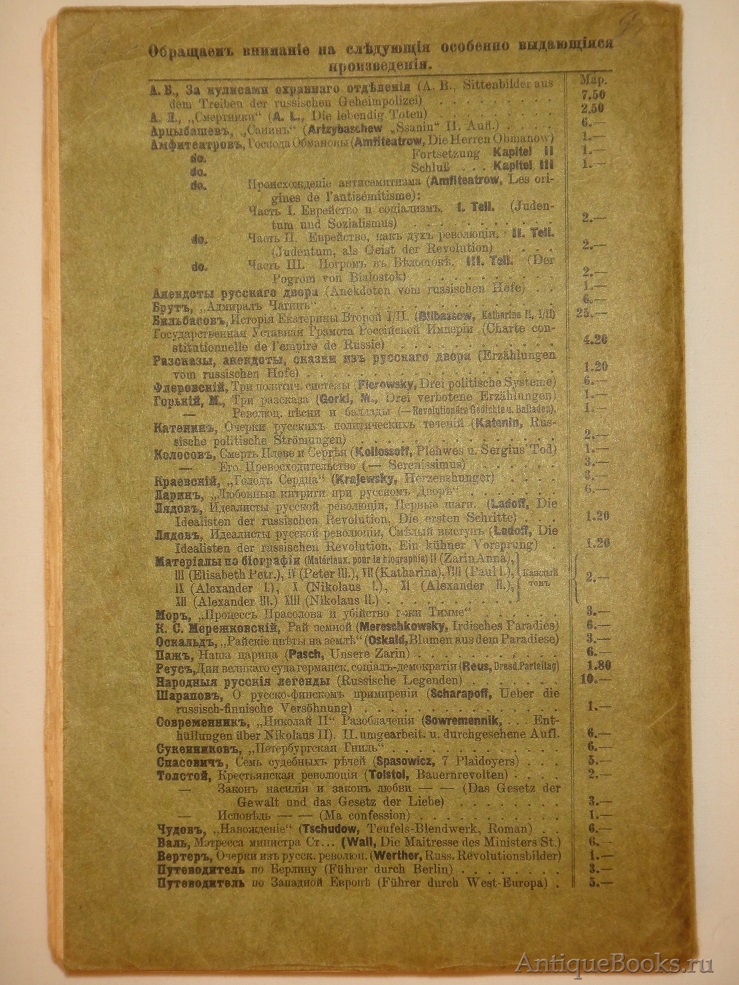 Обращаемъ вниманіе на слѣдующія особенно выдающіяся
произведенія.
Мар.
А. В., За кулисами охраннаго отдѣленія (A. B., Sittenbilder aus
dem Treiben der russischen Geheimpolizei) 7.50
А. Л., „Смертники“ (A. L., Die lebendig Toten) 2.50
Арцыбашевъ, „Санинъ“ (Artzybaschew „Ssanin“ II. Aufl.) 6.—
Амфитеатровъ, Господа Обмановы (Amfiteatrow, Die Herren Obmanow) 1.—
do. Fortsetzung Kapitel II 1.—
do. Schluß Kapitel III 1.—
do. Происхожденіе антисемитизма (Amfiteatrow, Les ori-
gines de l'antisémitisme):
Часть I. Еврейство и соціализмъ. I. Teil. (Juden-
tum und Sozialismus) 2.—
do. Часть II. Еврейство, какъ духъ революціи. II. Teil.
(Judentum, als Geist der Revolution) 2.—
do. Часть III. Погромъ въ Бѣлостокѣ. III. Teil. (Der
Pogrom von Bialostok) 2.—
Анекдоты русскаго двора (Anekdoten vom russischen Hofe) 1.—
Брутъ, „Адмиралъ Чагинъ“ 6.—
Бильбасовъ, Исторія Екатерины Второй I/II. (Bilbassow, Katharina II, I/II) 25.—
Государственная Уставная Грамота Россійской Имперіи (Charte con-
stitutionnelle de l'empire de Russie) 4.20
Разсказы, анекдоты, сказки изъ русскаго двора (Erzählungen
vom russischen Hofe) 1.20
Флеровскій, Три политич. системы (Flerowsky, Drei politische Systeme) 6.—
Горькій, М., Три разсказа (Gorki, M., Drei verbotene Erzählungen) 1.—
— Революц. пѣсни и баллады (— Revolutionäre Gedichte u. Balladen) 1.—
Катенинъ, Очерки русскихъ политическихъ теченій (Katenin, Rus-
sische politische Strömungen) 2.—
Колосовъ, Смерть Плеве и Сергѣя (Kollossoff, Plehwes u. Sergius' Tod) 1.—
— Его Превосходительство (— Serenissimus) 3.—
Краевскій, „Голодъ Сердца“ (Krajewsky, Herzenshunger) 3.—
Ларинъ, „Любовныя интриги при русскомъ Дворѣ“ 6.—
Лядовъ, Идеалисты русской революціи, Первые шаги. (Ladoff, Die
Idealisten der russischen Revolution, Die ersten Schritte) 1.20
Лядовъ, Идеалисты русской революціи, Смѣлый выступъ (Ladoff, Die
Idealisten der russischen Revolution, Ein kühner Vorsprung) 1.20
Матеріалы по біографіи (Matériaux, pour la biographie) II (Zarin Anna),
III (Elisabeth Petr.), IV (Peter III.), VII (Katharina), VIII (Paul I.), Каждый
IX (Alexander I.), X (Nikolaus I.), XI (Alexander II.), томъ 2.—
XII (Alexander III.) XIII (Nikolaus II.)
Моръ, „Процессъ Прасолова и убійство г-жи Тимме“ 3.—
К. С. Мережковскій, Рай земной (Mereschkowsky, Irdisches Paradies) 6.—
Оскальдъ, „Райскіе цвѣты на землѣ“ (Oskald, Blumen aus dem Paradiese) 3.—
Пажъ, Наша царица (Pasch, Unsere Zarin) 6.—
Реусъ, Дни великаго суда германск. соціалъ-демократіи (Reus, Dresd. Parteitag) 1.80
Народныя русскія легенды (Russische Legenden) 10.—
Шараповъ, О русско-финскомъ примиреніи (Scharapoff, Ueber die
russisch-finnische Versöhnung) 1.—
Современникъ, „Николай II“ Разоблаченія (Sowremennik, . . . Ent-
hüllungen über Nikolaus II). II. umgearbeit. u. durchgesehene Aufl. 6.—
Сукенниковъ, „Петербургская Гниль“ 6.—
Спасовичъ, Семь судебныхъ рѣчей (Spasowicz, 7 Plaidoyers) 5.—
Толстой, Крестьянская революція (Tolstoi, Bauernrevolten) 2.—
— Законъ насилія и законъ любви — — (Das Gesetz der
Gewalt und das Gesetz der Liebe) 3.—
— Исповѣдь — — (Ma confession) 1.—
Чудовъ, „Навожденіе“ (Tschudow, Teufels-Blendwerk, Roman) 6.—
Валь, Мэтресса министра Ст... (Wall, Die Maitresse des Ministers St.) 6.—
Вертеръ, Очерки изъ русск. революц. (Werther, Russ. Revolutionsbilder) 1.—
Путеводитель по Берлину (Führer durch Berlin) 3.—
Путеводитель по Западной Европѣ (Führer durch West-Europa) 5.—
AntiqueBooks.ru